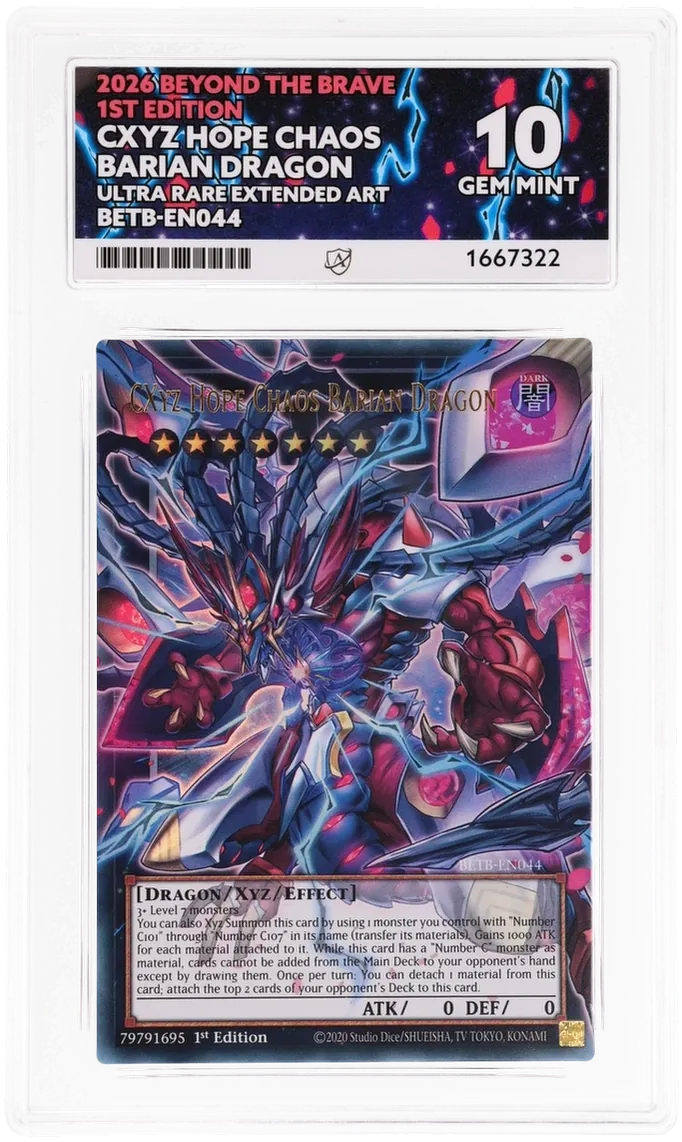 2026 BEYOND THE BRAVE
1ST EDITION
CXYZ HOPE CHAOS
BARIAN DRAGON
ULTRA RARE EXTENDED ART
BETB-EN044
10
GEM MINT
1667322
CXyz Hope Chaos Barian Dragon
DARK
闇
BETB-EN044
[Dragon/Xyz/Effect]
3+ Level 7 monsters
You can also Xyz Summon this card by using 1 monster you control with "Number
C101" through "Number C107" in its name (transfer its materials). Gains 1000 ATK
for each material attached to it. While this card has a "Number C" monster as
material, cards cannot be added from the Main Deck to your opponent's hand
except by drawing them. Once per turn: You can detach 1 material from this
card; attach the top 2 cards of your opponent's Deck to this card.
ATK/ 0 DEF/ 0
79791695 1st Edition
©2020 Studio Dice/SHUEISHA, TV TOKYO, KONAMI